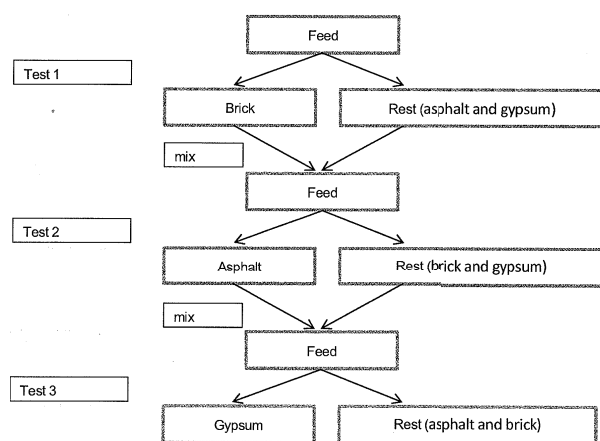 Feed
Test 1
Brick
Rest (asphalt and gypsum)
mix
Feed
Test 2
Asphalt
Rest (brick and gypsum)
mix
Feed
Test 3
Gypsum
Rest (asphalt and brick)